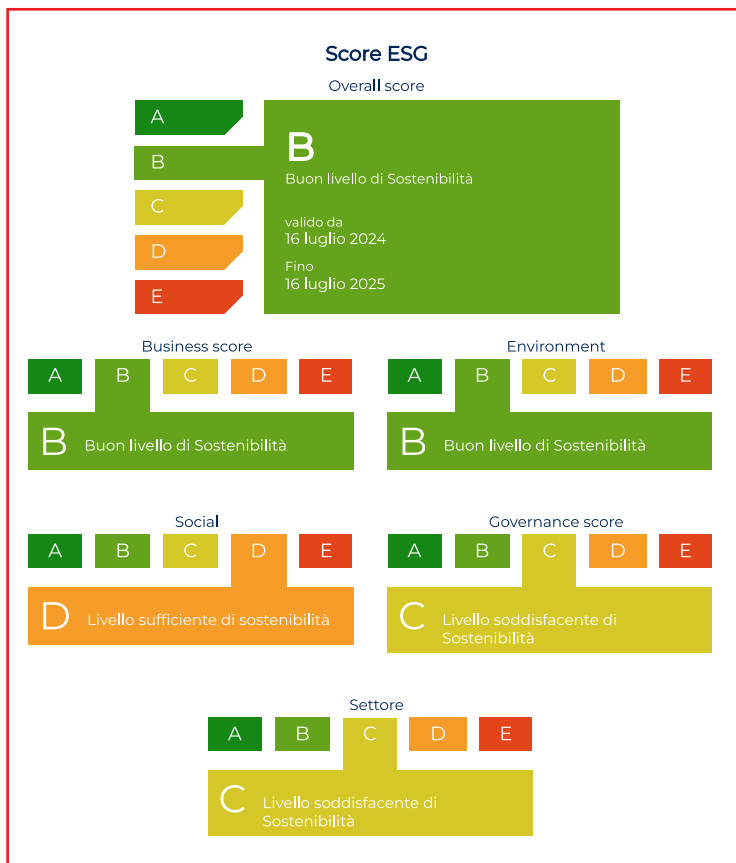 Score ESG
Overall score
A
B
C
D
E
B
Buon livello di Sostenibilità
valido da
16 luglio 2024
Fino
16 luglio 2025
Business score
A B C D E
B Buon livello di Sostenibilità
Environment
A B C D E
B Buon livello di Sostenibilità
Social
A B C D E
D Livello sufficiente di sostenibilità
Governance score
A B C D E
C Livello soddisfacente di
Sostenibilità
Settore
A B C D E
C Livello soddisfacente di
Sostenibilità